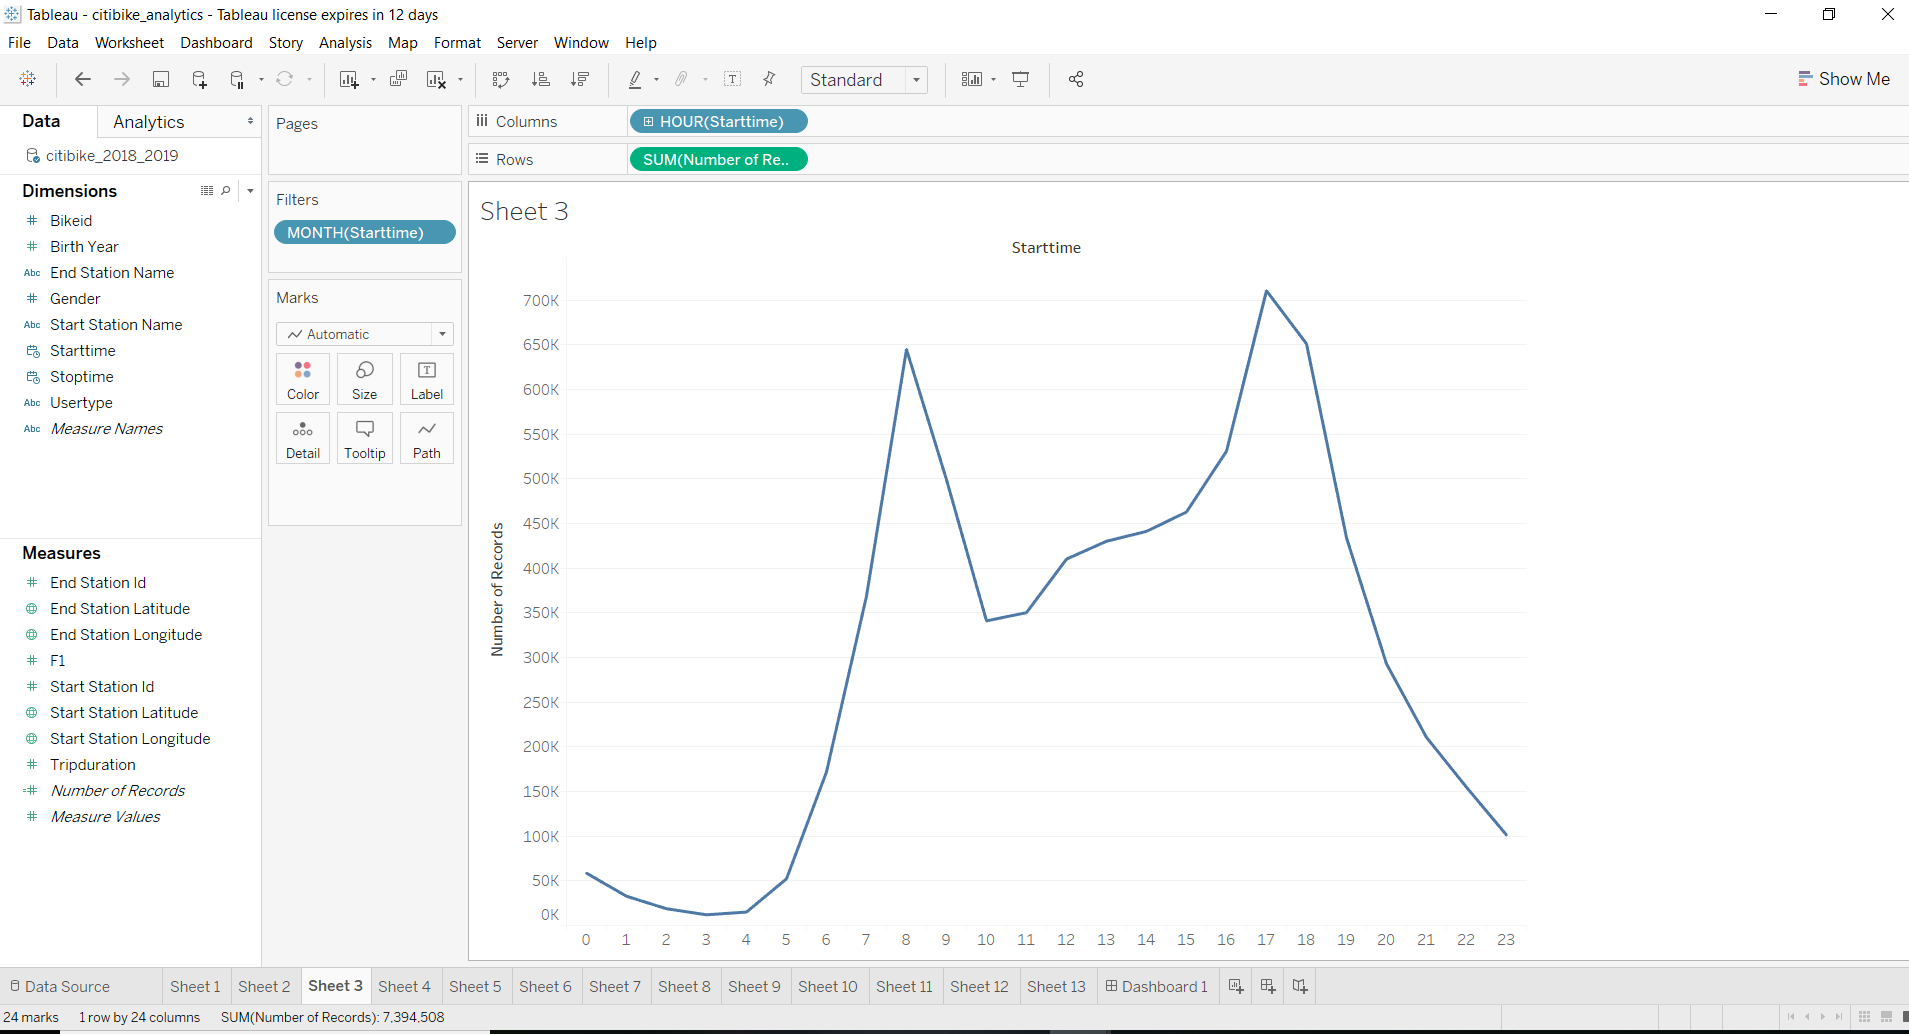 Tableau - citibike_analytics - Tableau license expires in 12 days
File Data Worksheet Dashboard Story Analysis Map Format Server Window Help
Standard
Show Me
Data Analytics
citibike_2018_2019
Dimensions
Bikeid
Birth Year
Abc End Station Name
Gender
Abc Start Station Name
Starttime
Stoptime
Abc Usertype
Abc Measure Names
Measures
End Station Id
End Station Latitude
End Station Longitude
F1
Start Station Id
Start Station Latitude
Start Station Longitude
Tripduration
Number of Records
Measure Values
Pages
Filters
MONTH(Starttime)
Marks
Automatic
Color Size Label
Detail Tooltip Path
Columns HOUR(Starttime)
Rows SUM(Number of Re..
Sheet 3
Starttime
Number of Records
700K
650K
600K
550K
500K
450K
400K
350K
300K
250K
200K
150K
100K
50K
0K
0 1 2 3 4 5 6 7 8 9 10 11 12 13 14 15 16 17 18 19 20 21 22 23
Data Source Sheet 1 Sheet 2 Sheet 3 Sheet 4 Sheet 5 Sheet 6 Sheet 7 Sheet 8 Sheet 9 Sheet 10 Sheet 11 Sheet 12 Sheet 13 Dashboard 1
24 marks 1 row by 24 columns SUM(Number of Records): 7,394,508